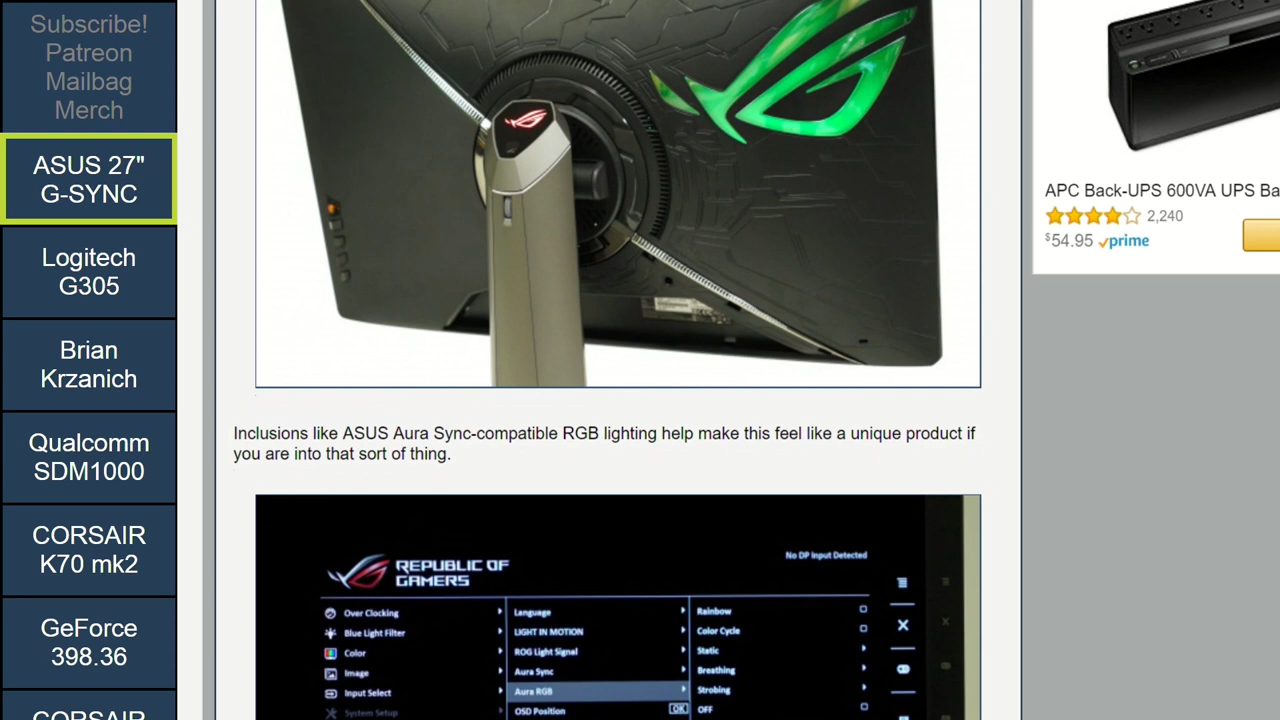 Subscribe!
Patreon
Mailbag
Merch
ASUS 27"
G-SYNC
Logitech
G305
Brian
Krzanich
Qualcomm
SDM1000
CORSAIR
K70 mk2
GeForce
398.36
CORSAIR
Inclusions like ASUS Aura Sync-compatible RGB lighting help make this feel like a unique product if
you are into that sort of thing.
REPUBLIC OF
GAMERS
No DP Input Detected
Over Clocking
Blue Light Filter
Color
Image
Input Select
System Setup
Language
LIGHT IN MOTION
ROG Light Signal
Aura Sync
Aura RGB
OSD Position
OK
Rainbow
Color Cycle
Static
Breathing
Strobing
OFF
APC Back-UPS 600VA UPS Ba
2,240
$54.95 prime